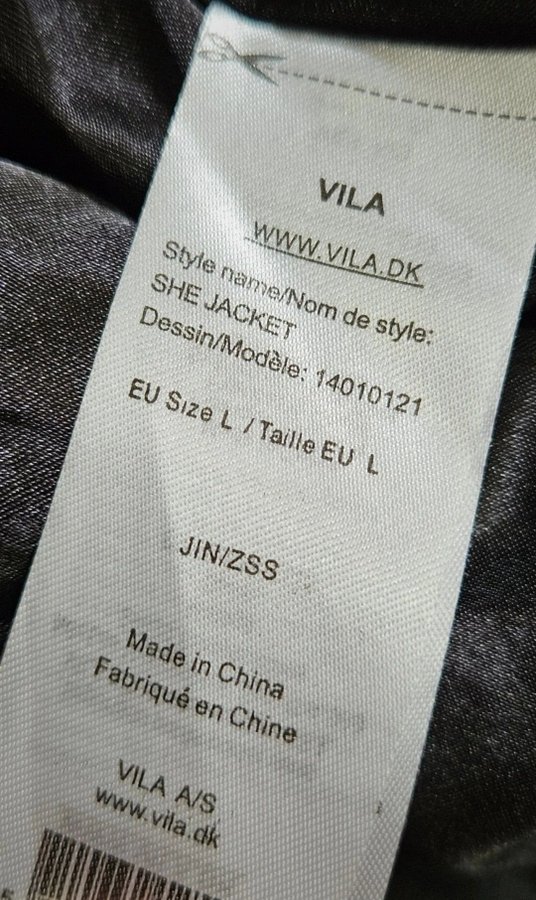 VILA
WWW.VILA.DK
Style name/Nom de style:
SHE JACKET
Dessin/Modèle: 14010121
EU Size L / Taille EU L
JIN/ZSS
Made in China
Fabriqué en Chine
VILA A/S
www.vila.dk